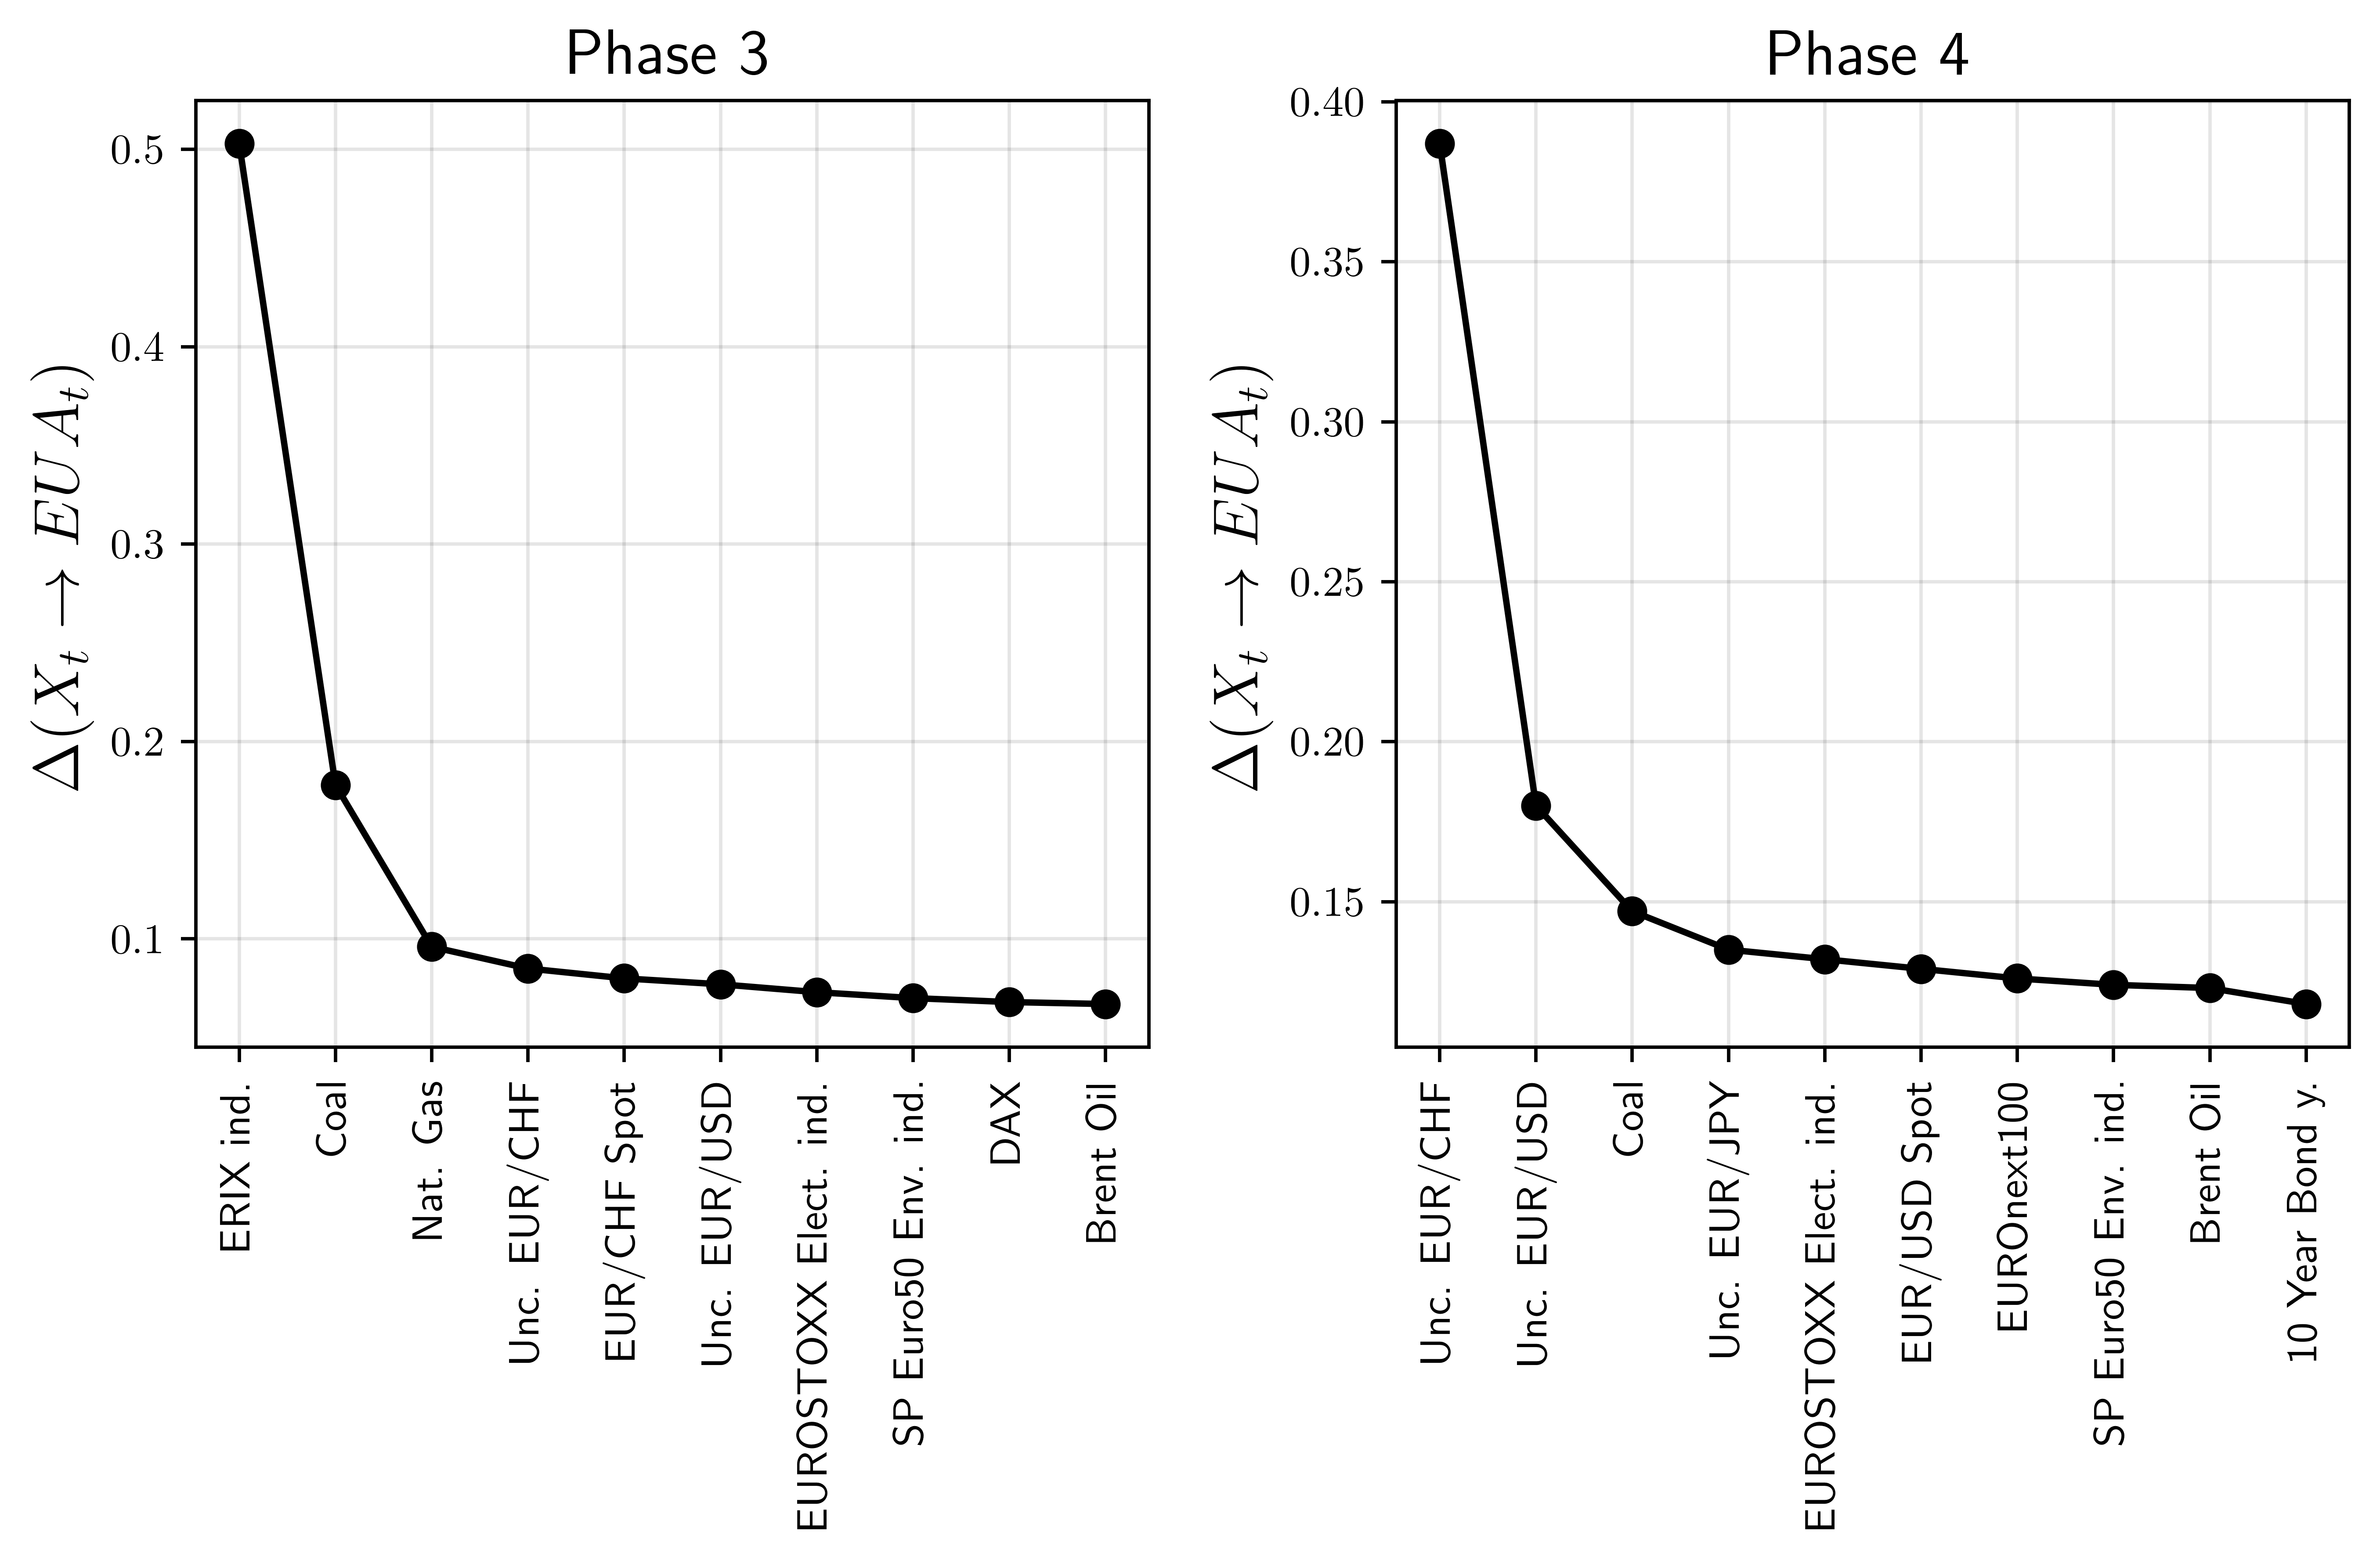 Phase 3
Δ(X_t → EUA_t)
0.5
0.4
0.3
0.2
0.1
ERIX ind.
Coal
Nat. Gas
Unc. EUR/CHF
EUR/CHF Spot
Unc. EUR/USD
EUROSTOXX Elect. ind.
SP Euro50 Env. ind.
DAX
Brent Oil
Phase 4
Δ(X_t → EUA_t)
0.40
0.35
0.30
0.25
0.20
0.15
Unc. EUR/CHF
Unc. EUR/USD
Coal
Unc. EUR/JPY
EUROSTOXX Elect. ind.
EUR/USD Spot
EUROnext100
SP Euro50 Env. ind.
Brent Oil
10 Year Bond y.